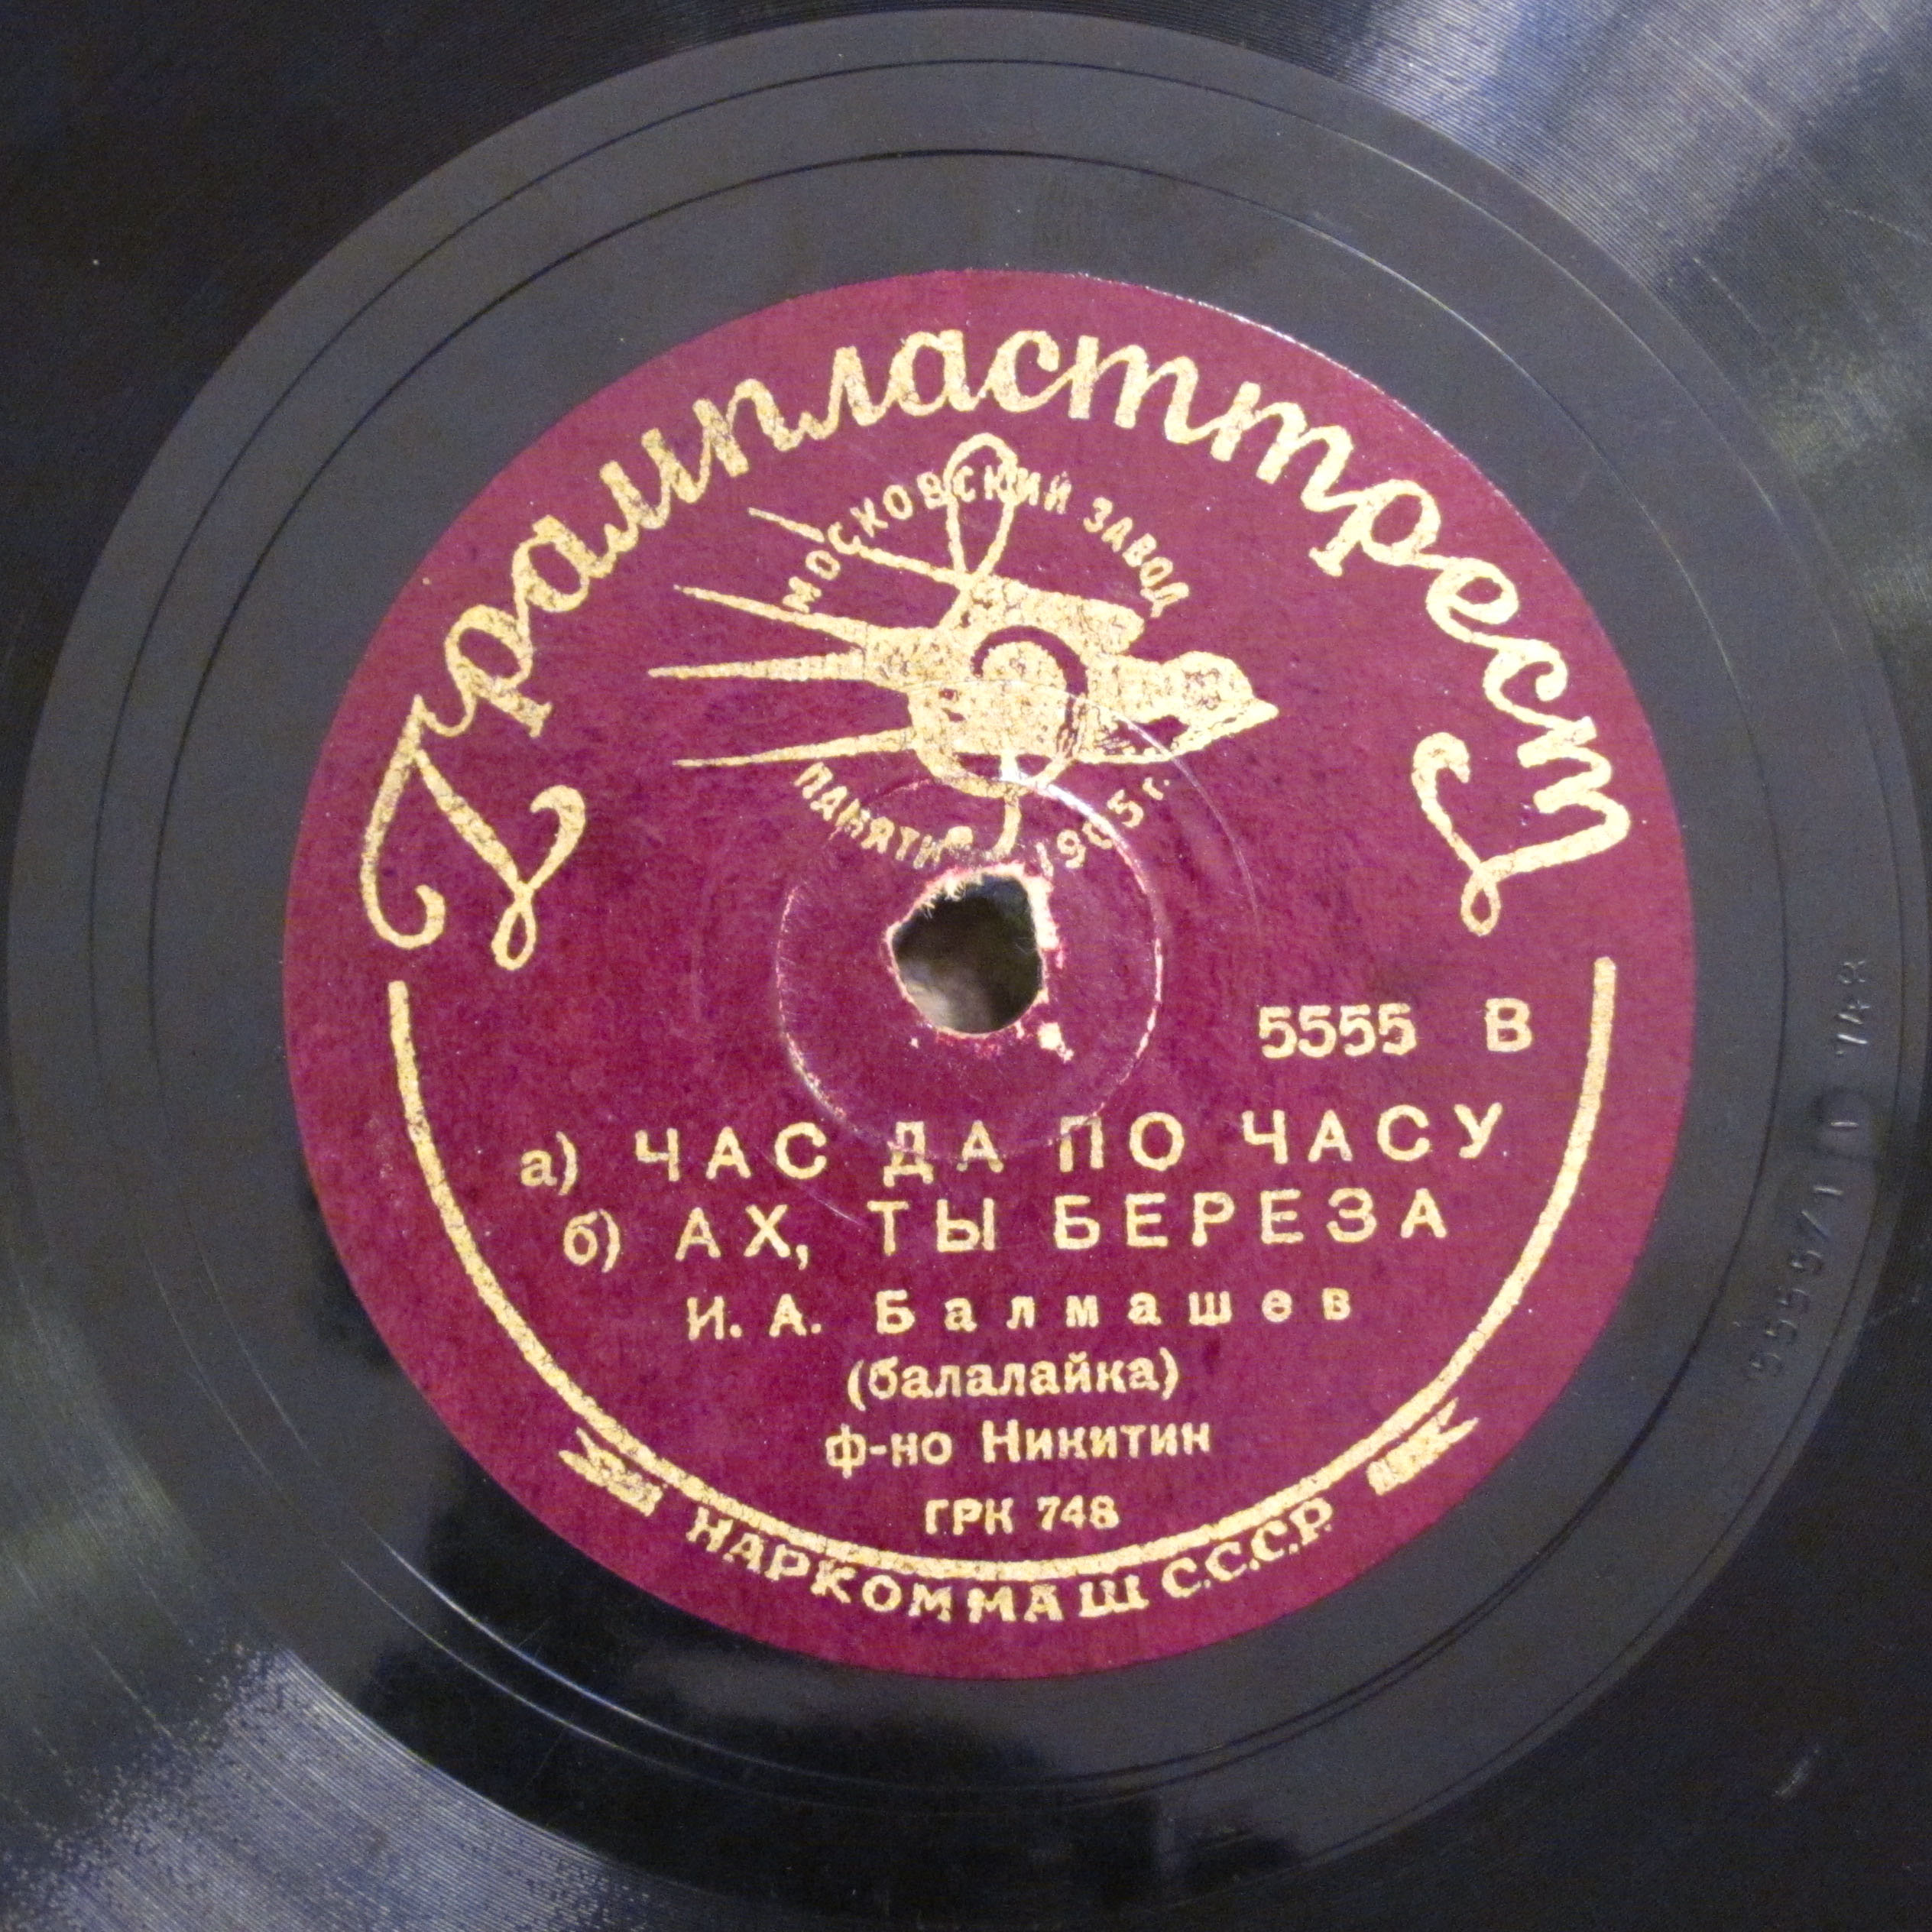 Грампласттрест
МОСКОВСКИЙ ЗАВОД
ПАМЯТИ 1905 г.
5555 В
а) ЧАС ДА ПО ЧАСУ
б) АХ, ТЫ БЕРЕЗА
И. А. Балмашев
(балалайка)
ф-но Никитин
ГРК 748
НАРКОММАШ С.С.С.Р.
748